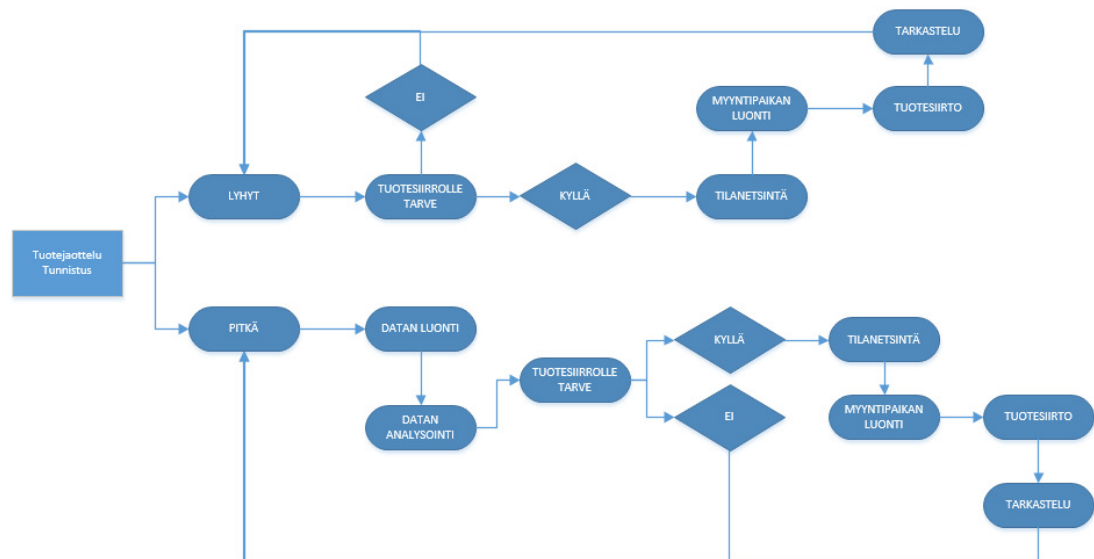 TARKASTELU
EI
MYYNTIPAIKAN
LUONTI
TUOTESIIRTO
LYHYT
TUOTESIIRROLLE
TARVE
KYLLÄ
TILANETSINTÄ
Tuotejaottelu
Tunnistus
PITKÄ
DATAN LUONTI
KYLLÄ
TILANETSINTÄ
TUOTESIIRROLLE
TARVE
DATAN
ANALYSOINTI
EI
MYYNTIPAIKAN
LUONTI
TUOTESIIRTO
TARKASTELU